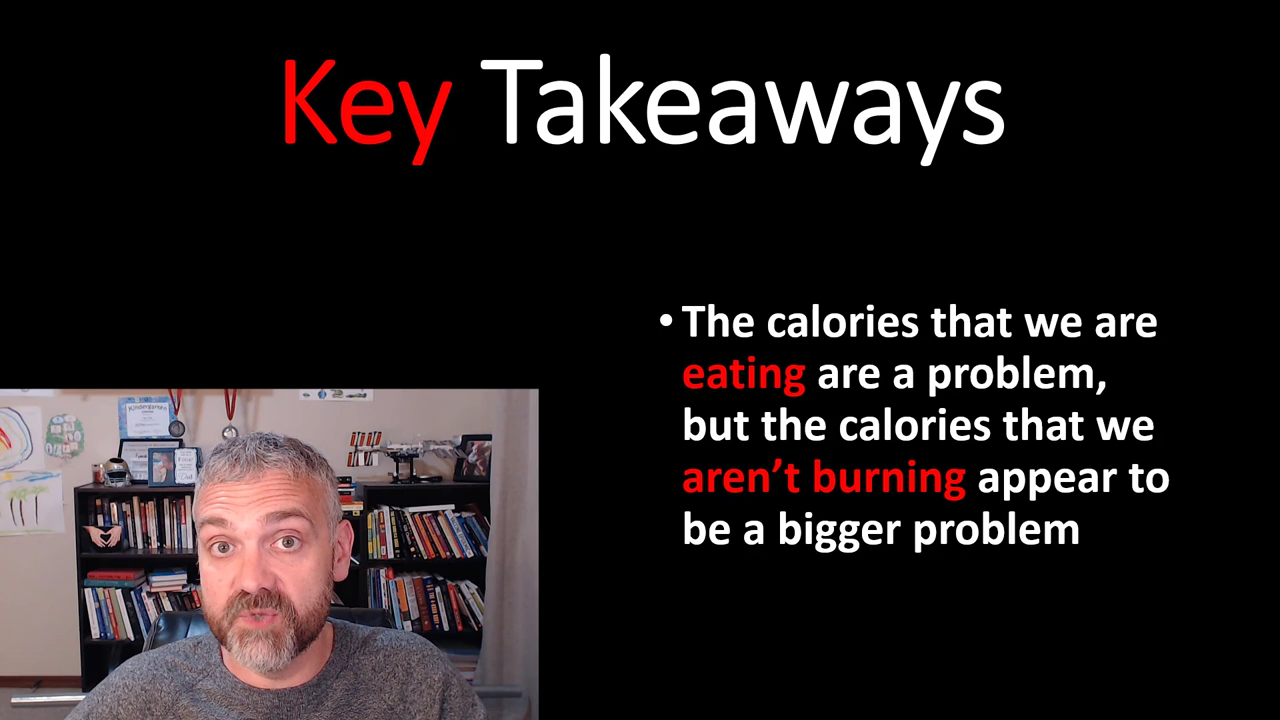 Key Takeaways
• The calories that we are
eating are a problem,
but the calories that we
aren’t burning appear to
be a bigger problem
Kindergarten